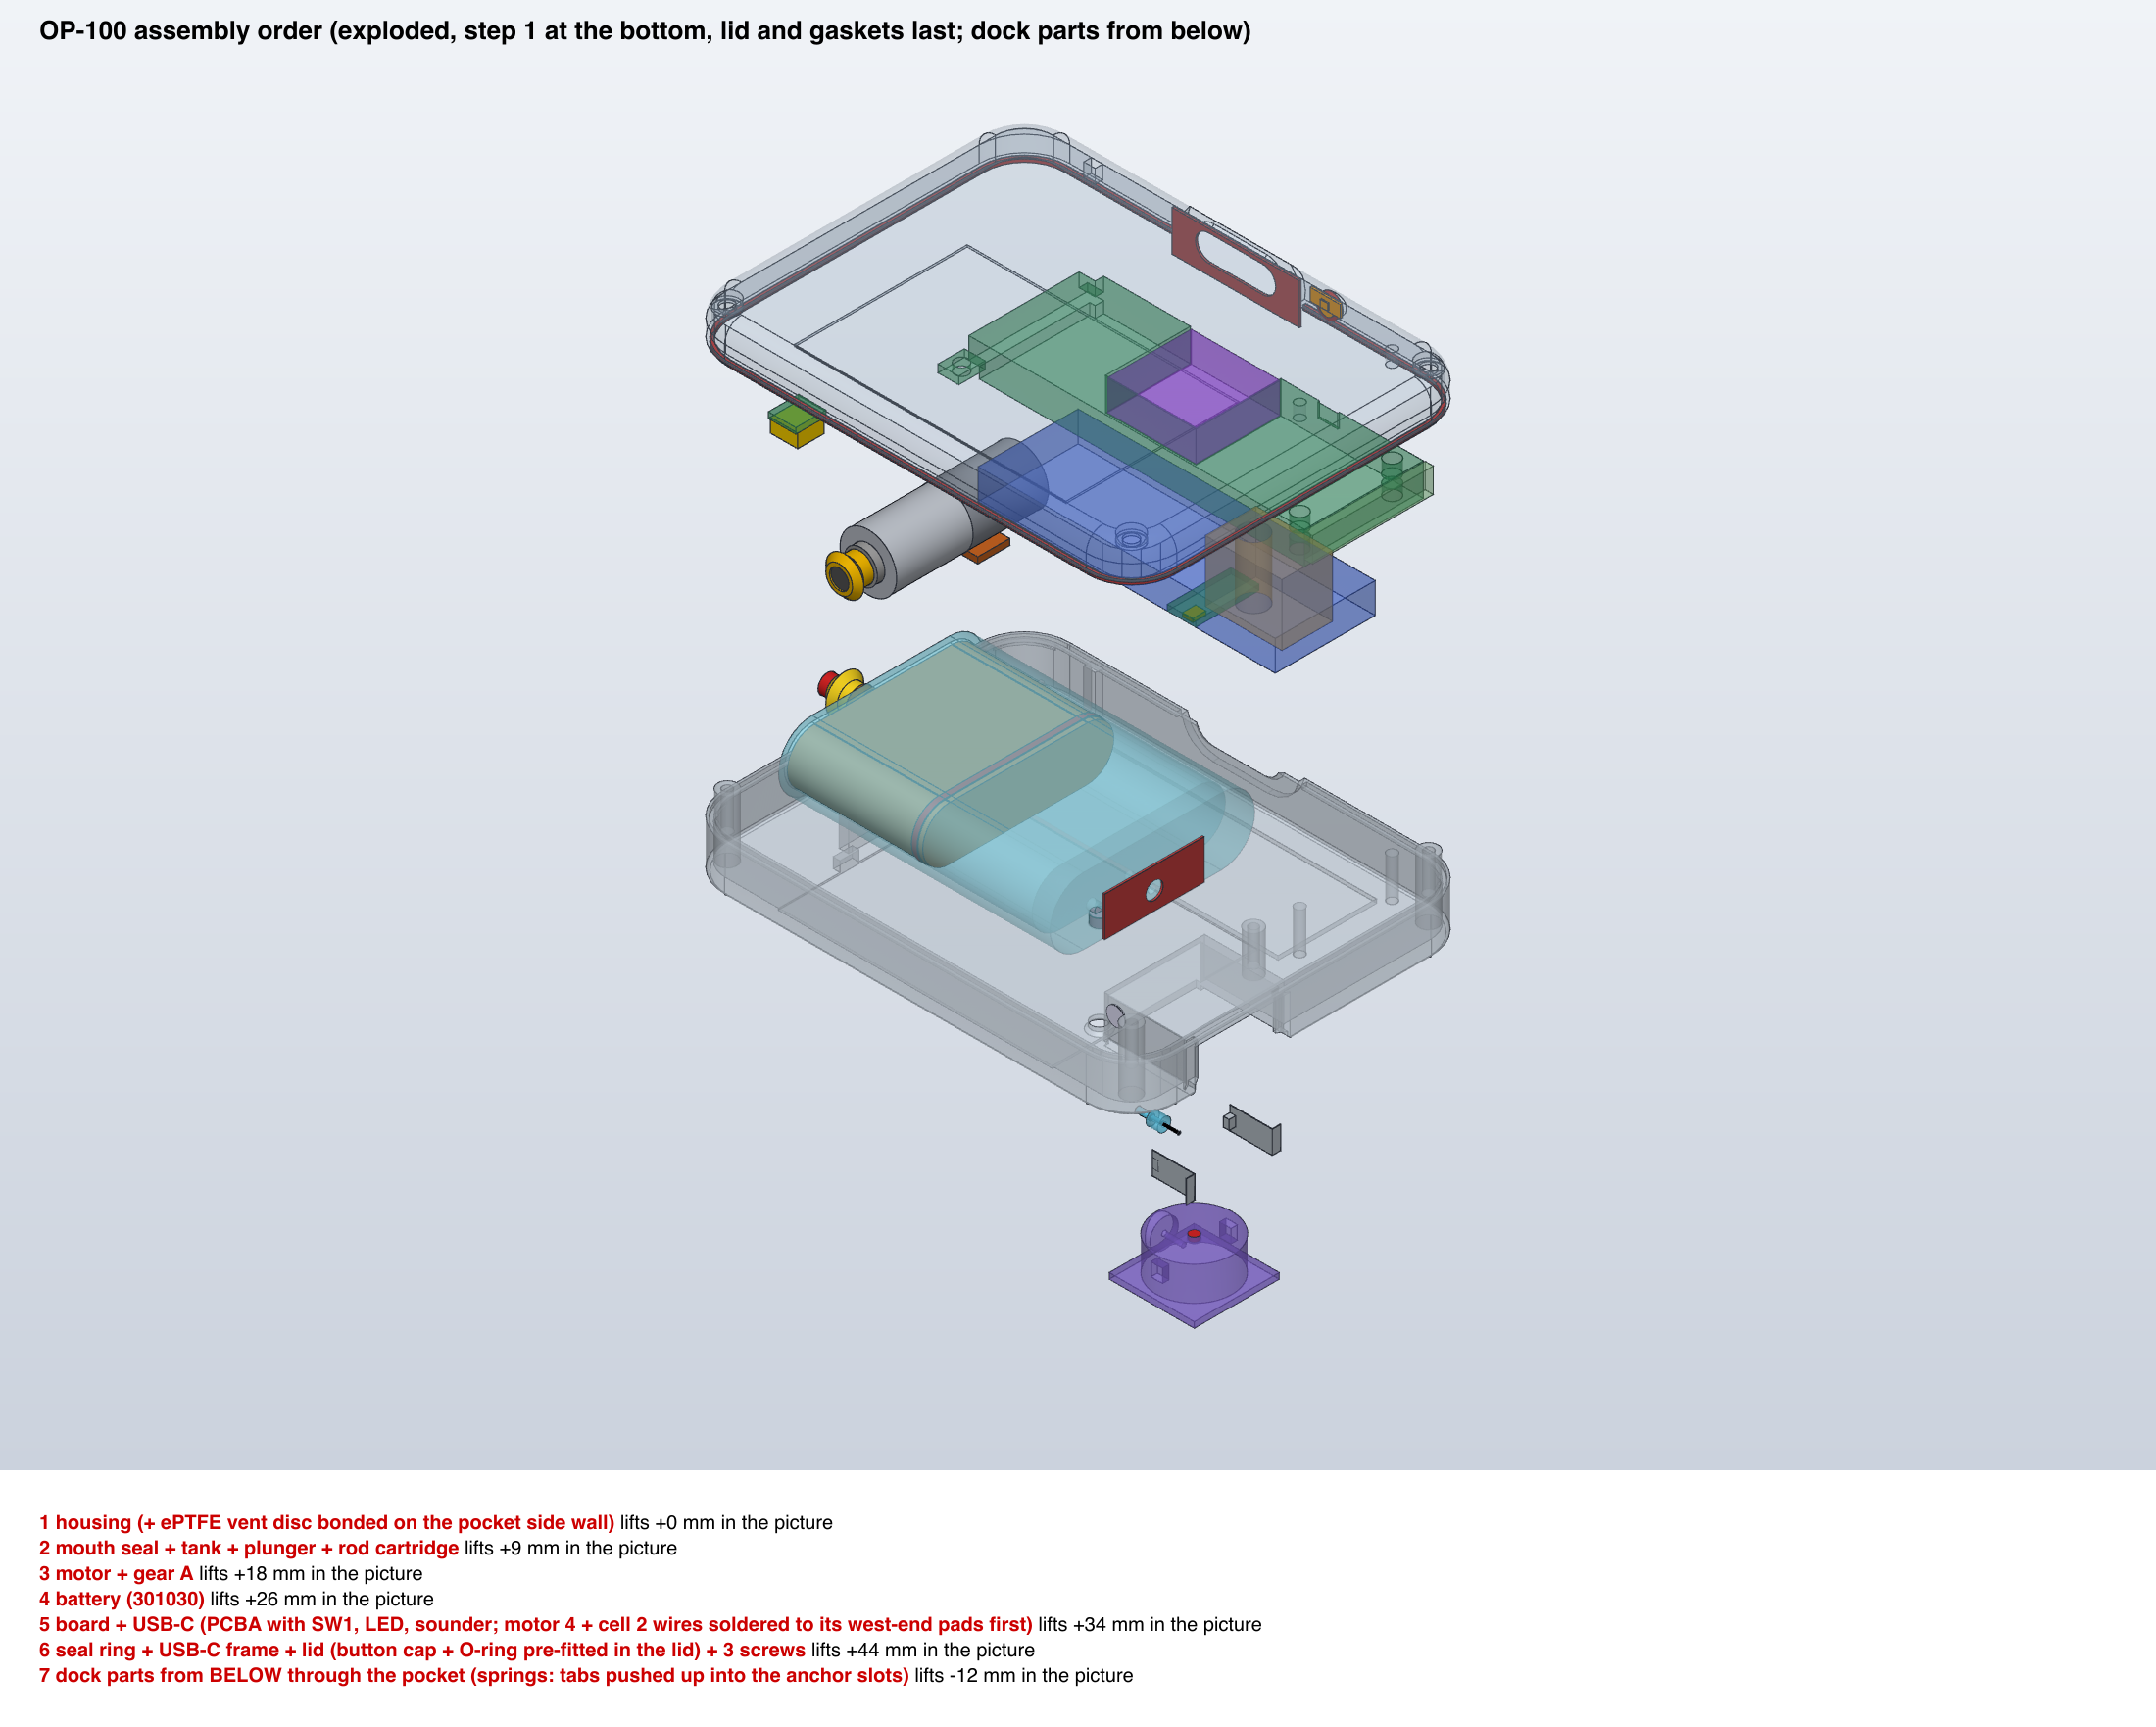 OP-100 assembly order (exploded, step 1 at the bottom, lid and gaskets last; dock parts from below)
1 housing (+ ePTFE vent disc bonded on the pocket side wall) lifts +0 mm in the picture
2 mouth seal + tank + plunger + rod cartridge lifts +9 mm in the picture
3 motor + gear A lifts +18 mm in the picture
4 battery (301030) lifts +26 mm in the picture
5 board + USB-C (PCBA with SW1, LED, sounder; motor 4 + cell 2 wires soldered to its west-end pads first) lifts +34 mm in the picture
6 seal ring + USB-C frame + lid (button cap + O-ring pre-fitted in the lid) + 3 screws lifts +44 mm in the picture
7 dock parts from BELOW through the pocket (springs: tabs pushed up into the anchor slots) lifts -12 mm in the picture